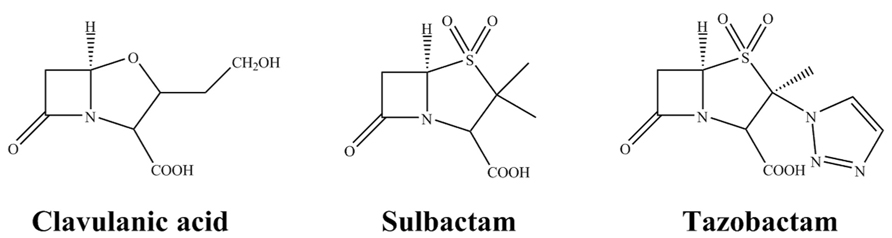 H
O
CH₂OH
N
O
COOH
Clavulanic acid
O O
H
S
N
O
COOH
Sulbactam
O O
H
S
N
N
O
COOH
N
N
Tazobactam